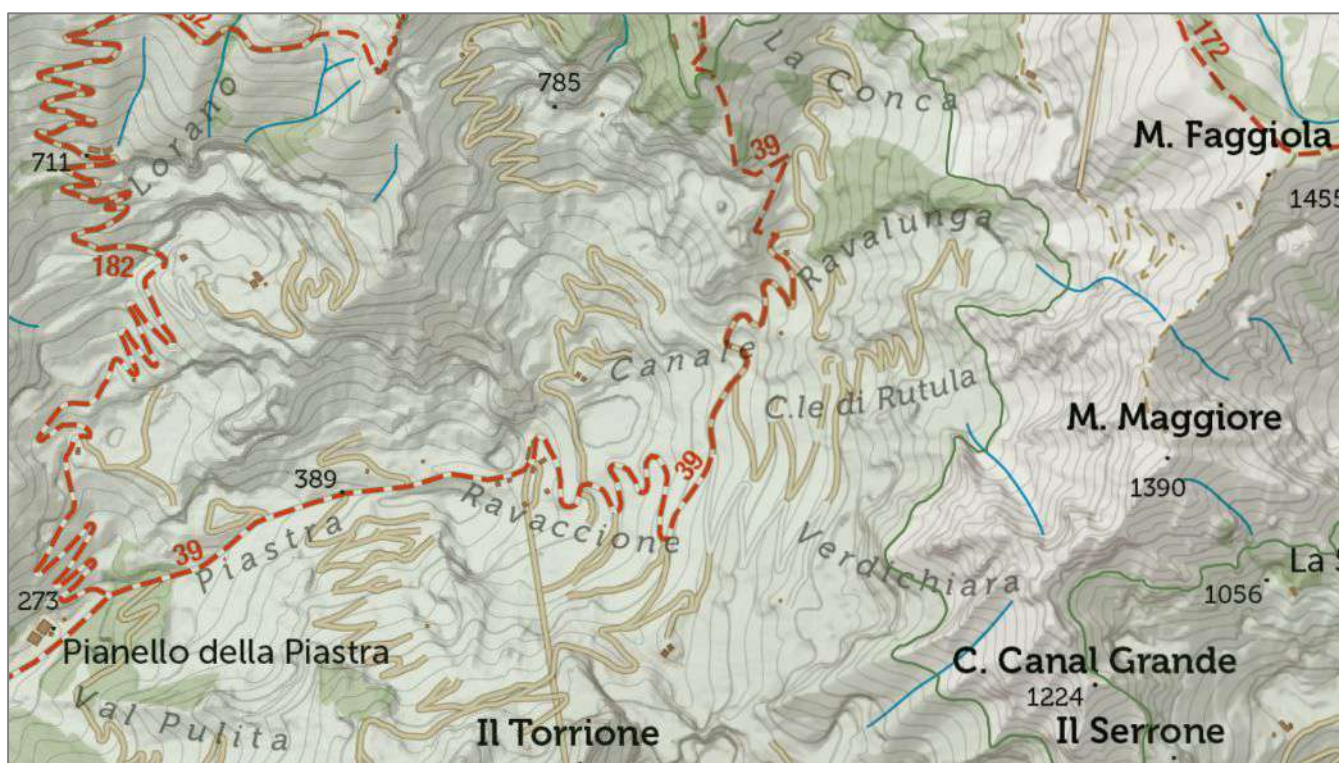 172
La Conca
785
M. Faggiola
39
711
Lorano
1455
Ravalunga
182
Canale
C.le di Rutula
M. Maggiore
39
389
1390
Ravaccione
Verdichiara
39
Piastra
La
1056
273
Pianello della Piastra
C. Canal Grande
1224
Val Pulita
Il Torrione
Il Serrone